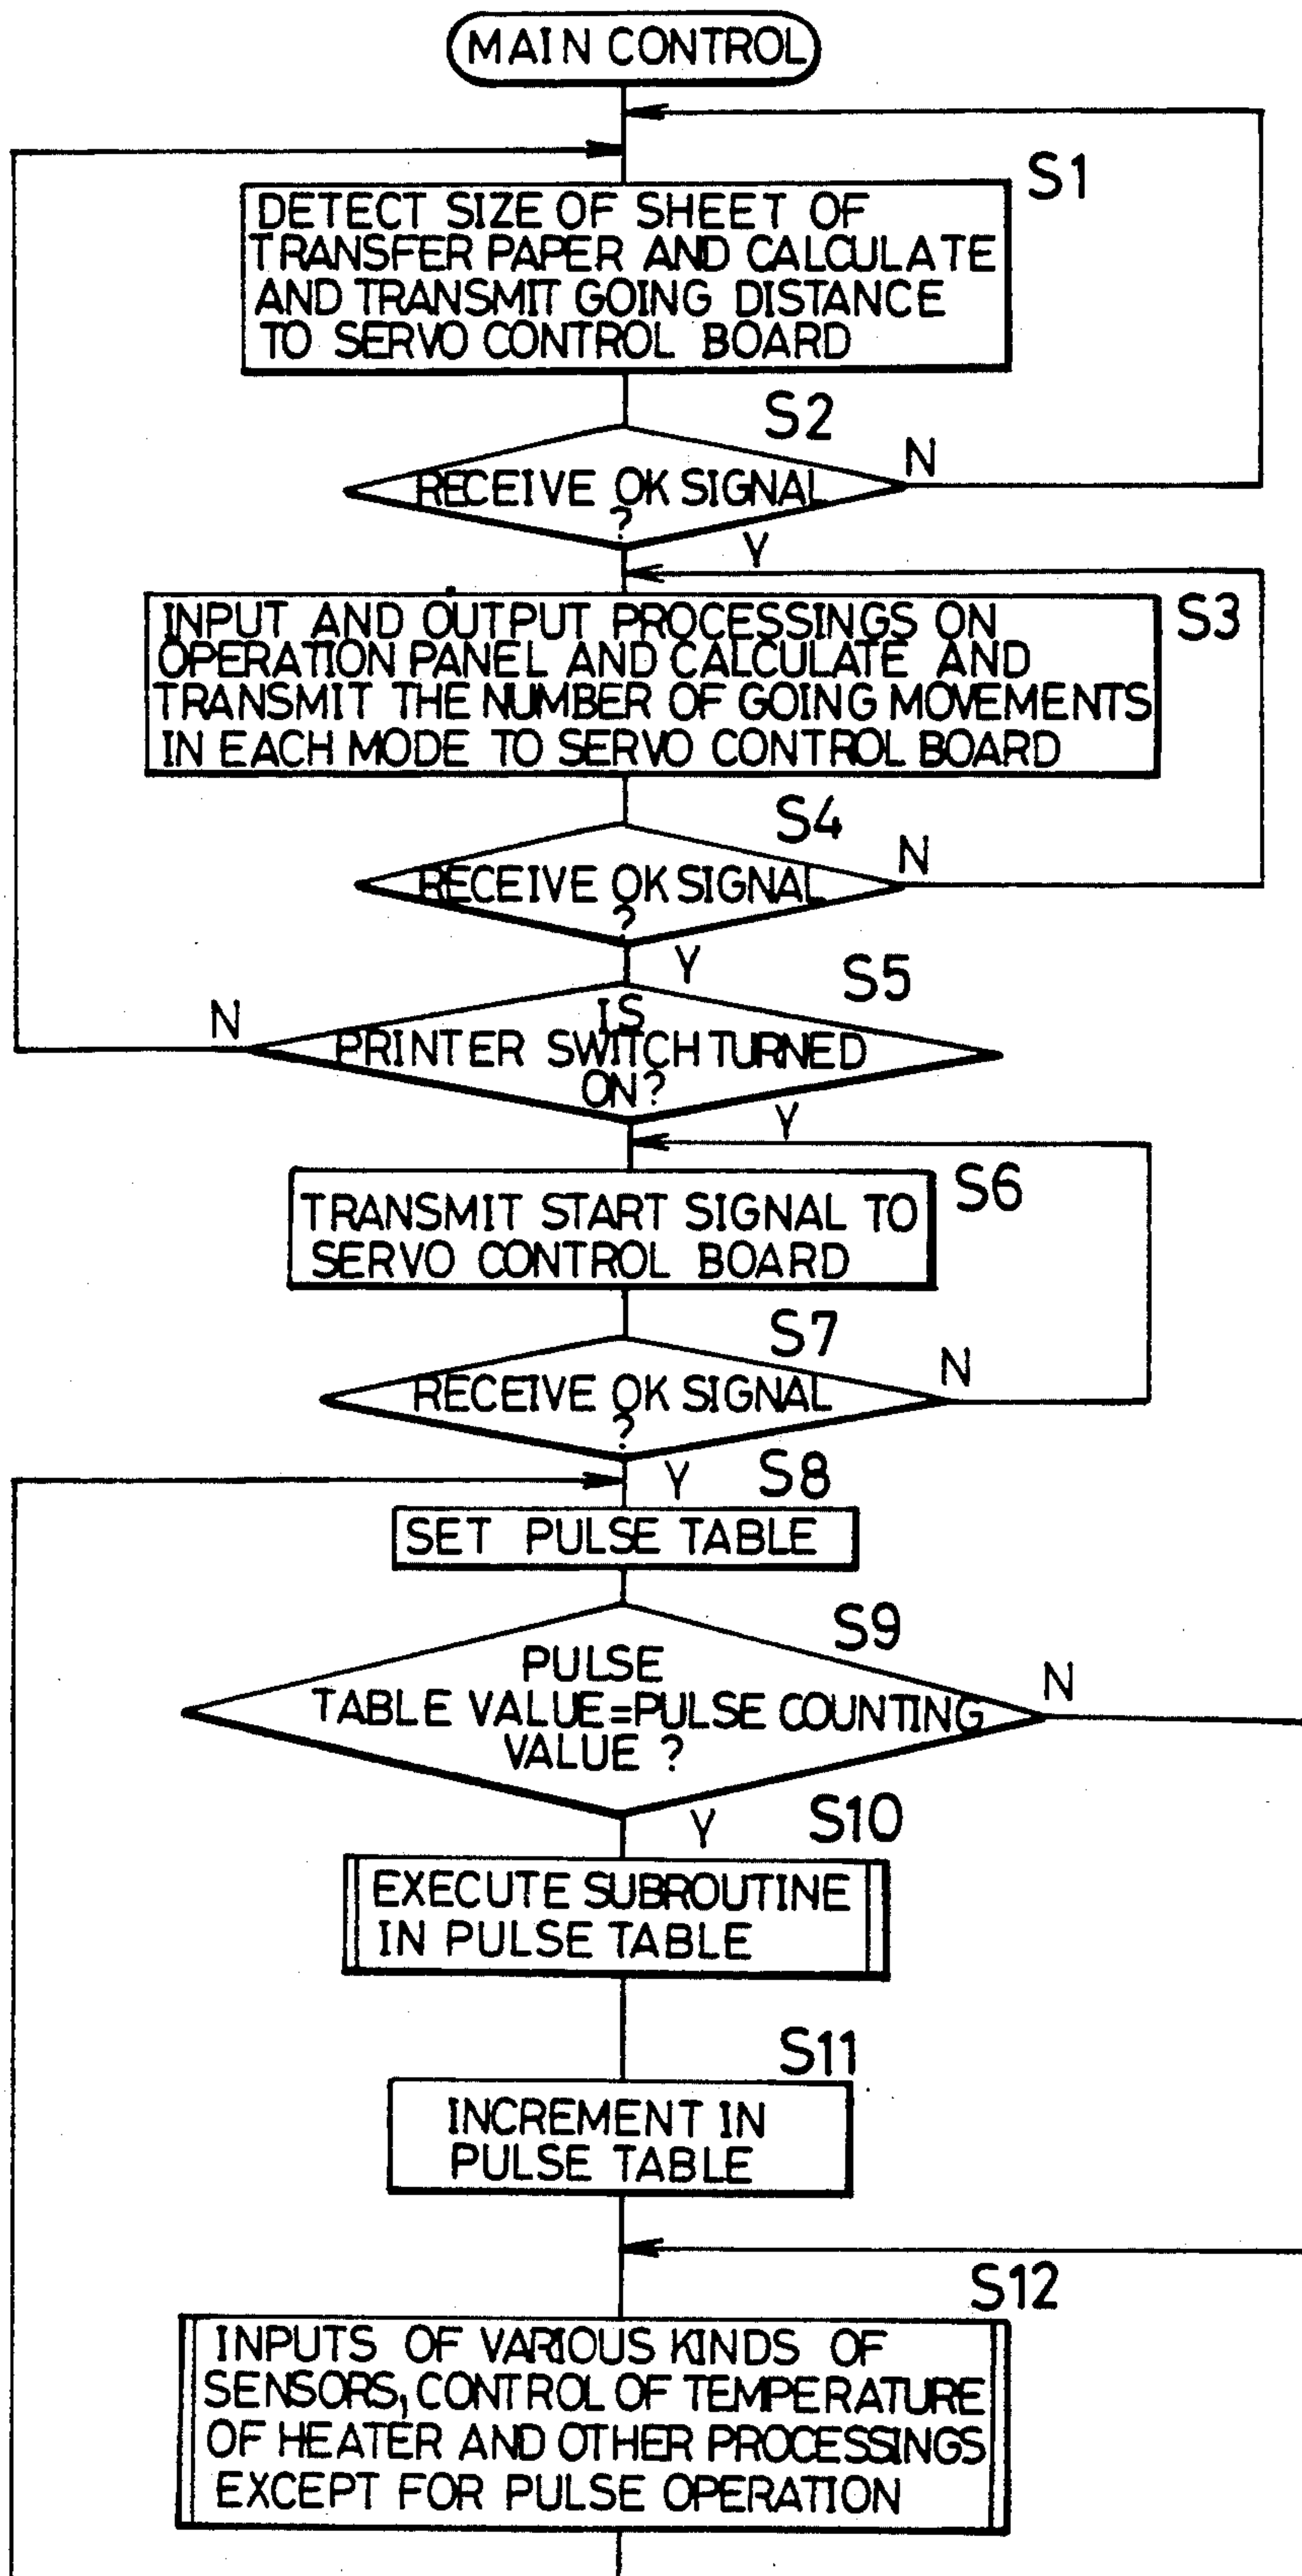 MAIN CONTROL
S1
DETECT SIZE OF SHEET OF
TRANSFER PAPER AND CALCULATE
AND TRANSMIT GOING DISTANCE
TO SERVO CONTROL BOARD
S2
N
RECEIVE OK SIGNAL
?
Y
S3
INPUT AND OUTPUT PROCESSINGS ON
OPERATION PANEL AND CALCULATE AND
TRANSMIT THE NUMBER OF GOING MOVEMENTS
IN EACH MODE TO SERVO CONTROL BOARD
S4
N
RECEIVE OK SIGNAL
?
Y
S5
N
IS
PRINTER SWITCH TURNED
ON?
Y
S6
TRANSMIT START SIGNAL TO
SERVO CONTROL BOARD
S7
N
RECEIVE OK SIGNAL
?
Y
S8
SET PULSE TABLE
S9
N
PULSE
TABLE VALUE=PULSE COUNTING
VALUE ?
Y
S10
EXECUTE SUBROUTINE
IN PULSE TABLE
S11
INCREMENT IN
PULSE TABLE
S12
INPUTS OF VARIOUS KINDS OF
SENSORS, CONTROL OF TEMPERATURE
OF HEATER AND OTHER PROCESSINGS
EXCEPT FOR PULSE OPERATION